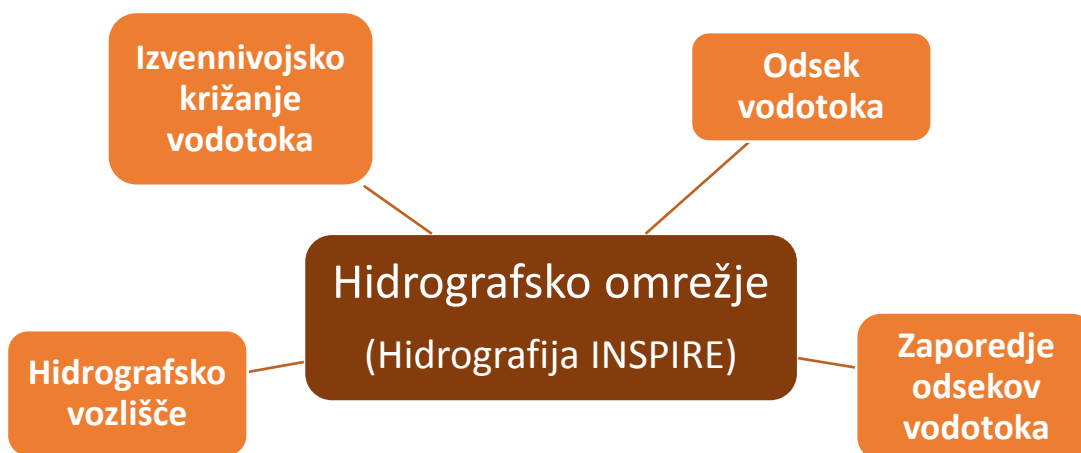 Izvennivojsko
križanje
vodotoka
Odsek
vodotoka
Hidrografsko omrežje
(Hidrografija INSPIRE)
Hidrografsko
vozlišče
Zaporedje
odsekov
vodotoka